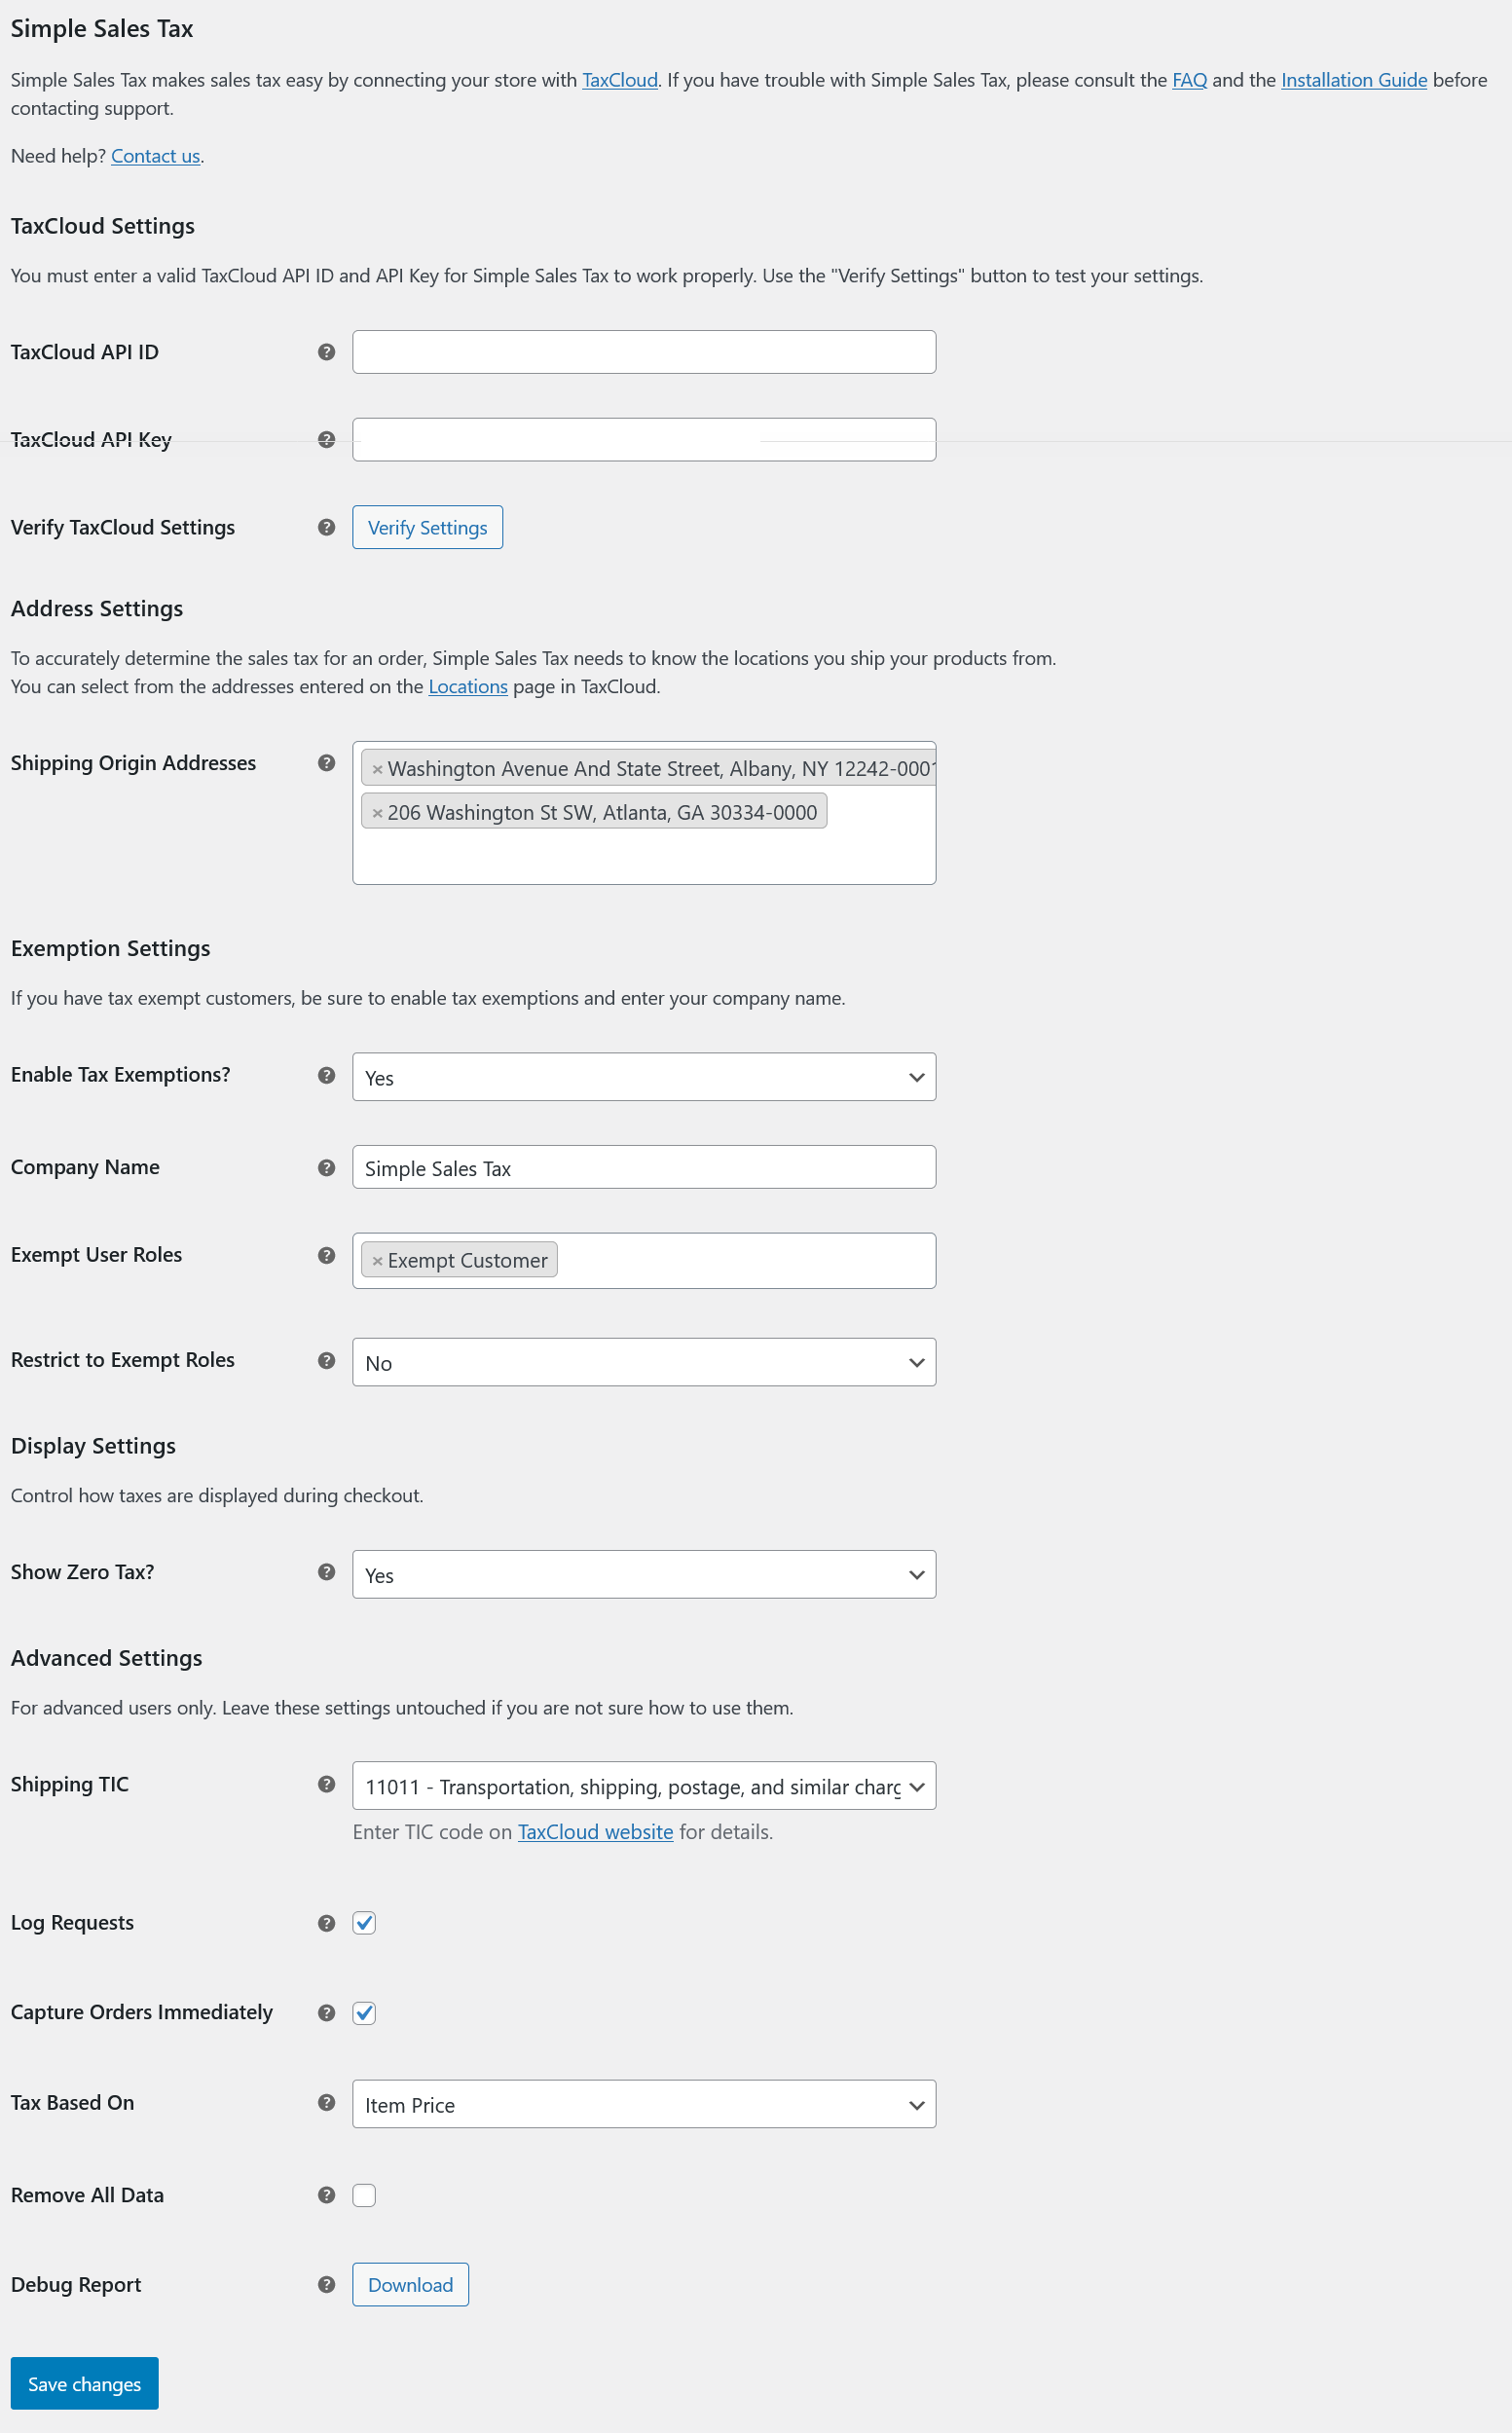 Simple Sales Tax
Simple Sales Tax makes sales tax easy by connecting your store with TaxCloud. If you have trouble with Simple Sales Tax, please consult the FAQ and the Installation Guide before
contacting support.
Need help? Contact us.
TaxCloud Settings
You must enter a valid TaxCloud API ID and API Key for Simple Sales Tax to work properly. Use the "Verify Settings" button to test your settings.
TaxCloud API ID
TaxCloud API Key
Verify TaxCloud Settings Verify Settings
Address Settings
To accurately determine the sales tax for an order, Simple Sales Tax needs to know the locations you ship your products from.
You can select from the addresses entered on the Locations page in TaxCloud.
Shipping Origin Addresses × Washington Avenue And State Street, Albany, NY 12242-0001
× 206 Washington St SW, Atlanta, GA 30334-0000
Exemption Settings
If you have tax exempt customers, be sure to enable tax exemptions and enter your company name.
Enable Tax Exemptions? Yes
Company Name Simple Sales Tax
Exempt User Roles × Exempt Customer
Restrict to Exempt Roles No
Display Settings
Control how taxes are displayed during checkout.
Show Zero Tax? Yes
Advanced Settings
For advanced users only. Leave these settings untouched if you are not sure how to use them.
Shipping TIC 11011 - Transportation, shipping, postage, and similar charg
Enter TIC code on TaxCloud website for details.
Log Requests
Capture Orders Immediately
Tax Based On Item Price
Remove All Data
Debug Report Download
Save changes